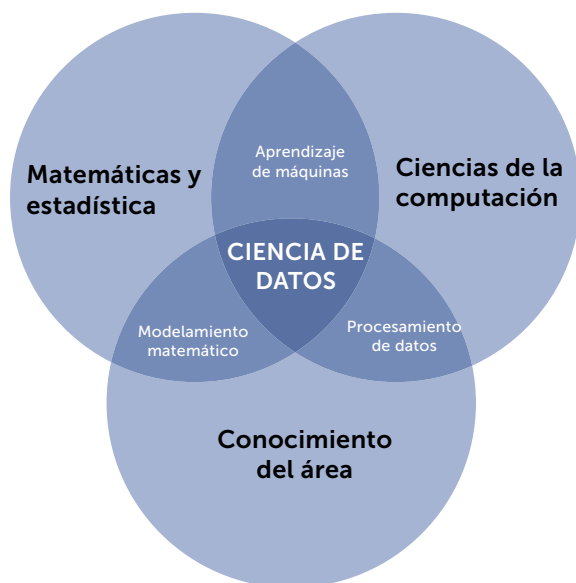 Aprendizaje
de máquinas
Matemáticas y
estadística
Ciencias de la
computación
CIENCIA DE
DATOS
Modelamiento
matemático
Procesamiento
de datos
Conocimiento
del área